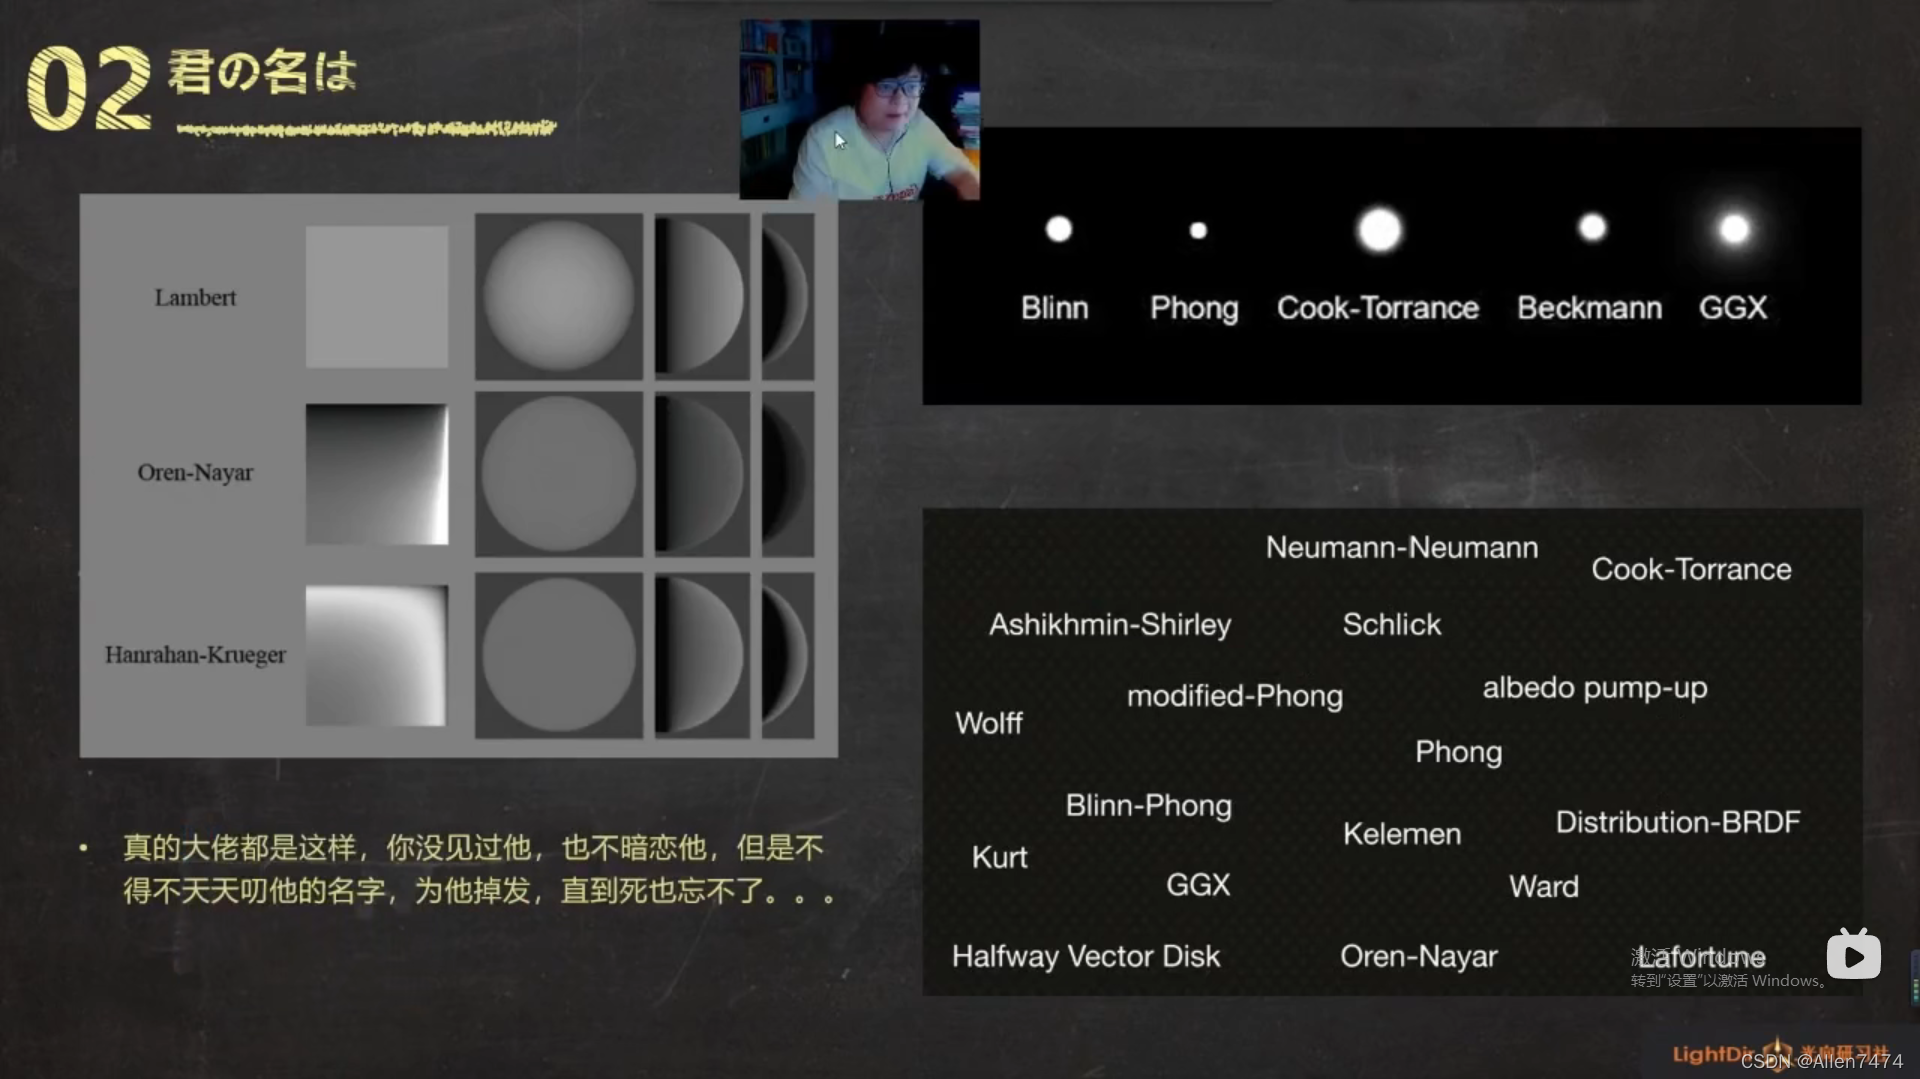 02 君の名は
Lambert
Oren-Nayar
Hanrahan-Krueger
真的大佬都是这样，你没见过他，也不暗恋他，但是不
得不天天叨他的名字，为他掉发，直到死也忘不了。。。
Blinn Phong Cook-Torrance Beckmann GGX
Neumann-Neumann
Cook-Torrance
Ashikhmin-Shirley Schlick
modified-Phong albedo pump-up
Wolff
Phong
Blinn-Phong
Kelemen Distribution-BRDF
Kurt
GGX Ward
Halfway Vector Disk Oren-Nayar Lafortune
激活 Windows
转到“设置”以激活 Windows。
LightDir
CSDN @Allen7474